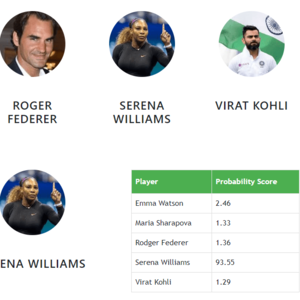 ROGER
FEDERER
SERENA
WILLIAMS
VIRAT KOHLI
ENA WILLIAMS
Player Probability Score
Emma Watson 2.46
Maria Sharapova 1.33
Rodger Federer 1.36
Serena Williams 93.55
Virat Kohli 1.29